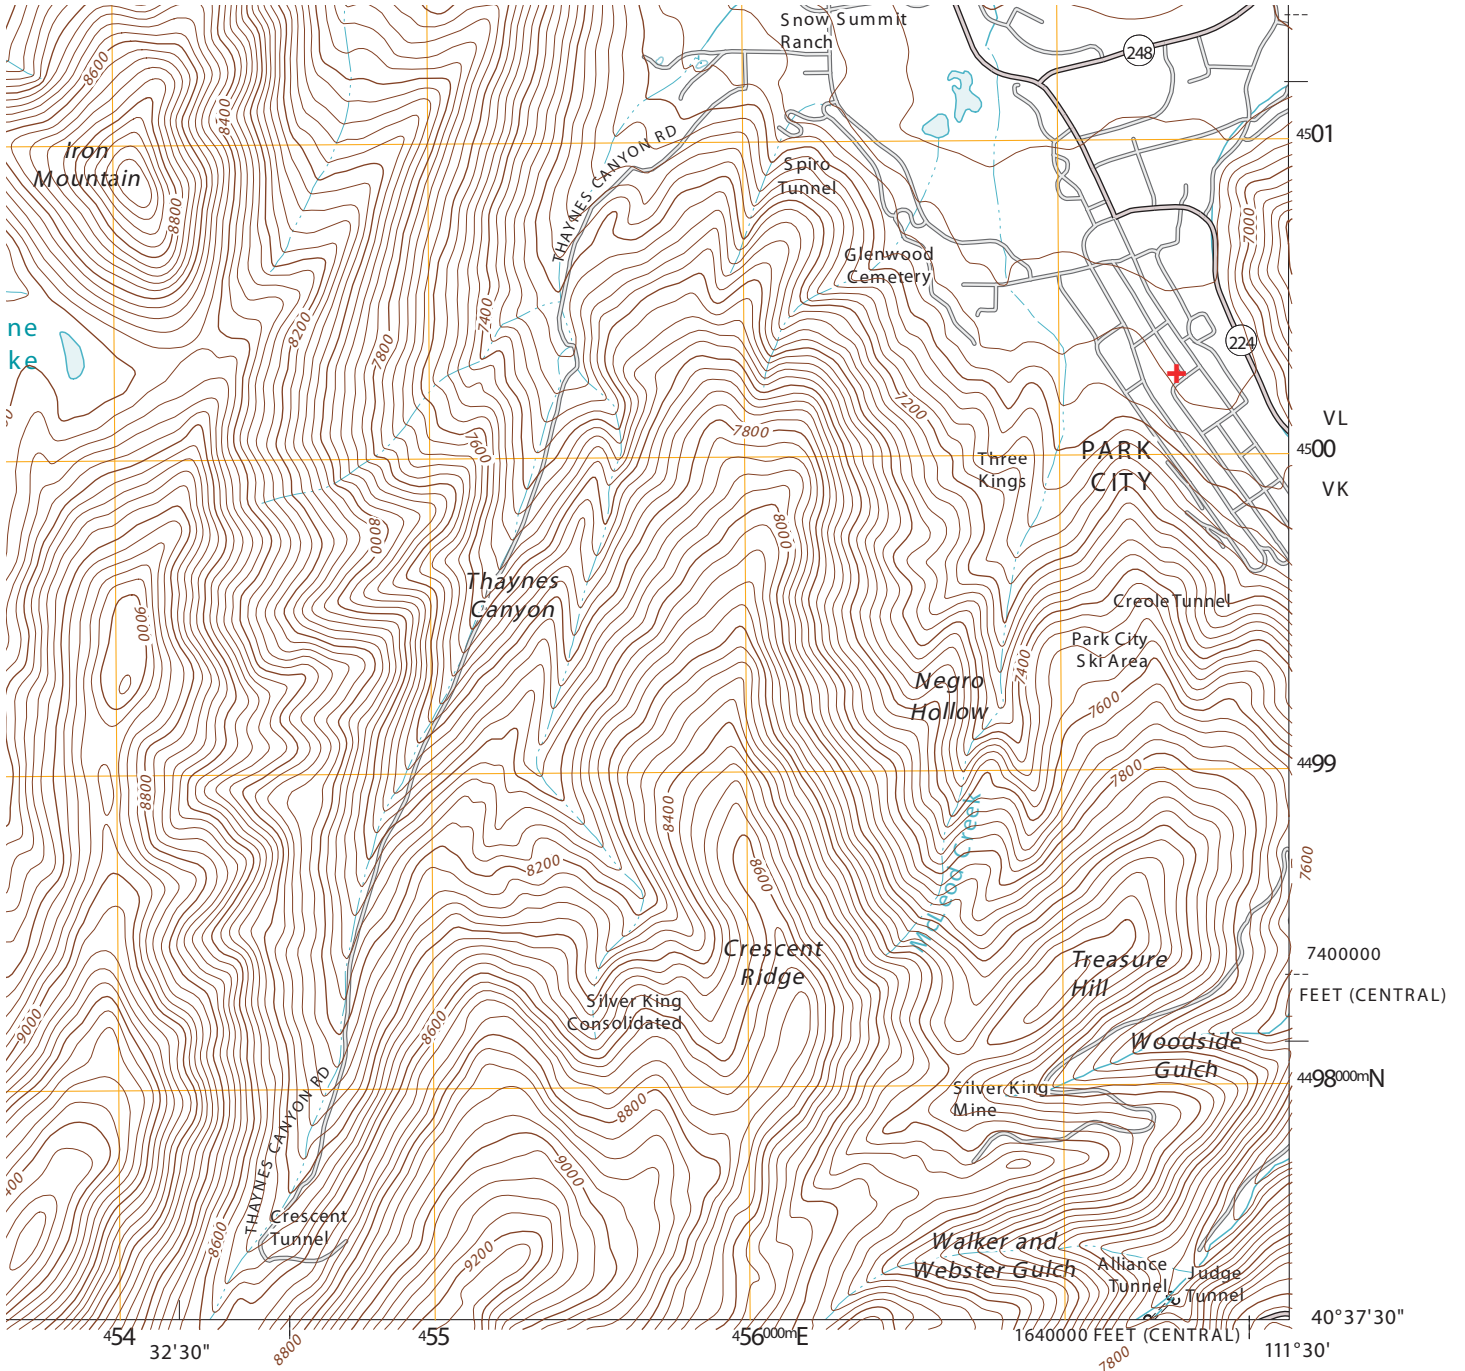 Snow Summit
Ranch
248
8600
8400
4501
Iron
Mountain
THAYNES CANYON RD
Spiro
Tunnel
8800
7000
Glenwood
Cemetery
7400
8200
7800
ne
ke
224
7200
VL
7800
7600
4500
PARK
CITY
Three
Kings
VK
8000
8000
Thaynes
Canyon
Creole Tunnel
9000
Park City
Ski Area
7400
Negro
Hollow
7600
4499
7800
8800
8400
McLeod Creek
8200
8600
7600
Crescent
Ridge
Treasure
Hill
7400000
FEET (CENTRAL)
Silver King
Consolidated
9000
8600
Woodside
Gulch
4498000mN
Silver King
Mine
8800
THAYNES CANYON RD
9000
400
Crescent
Tunnel
8600
9200
Walker and
Webster Gulch
Alliance
Tunnel
Judge
Tunnel
40°37'30"
454
455
456000mE
1640000 FEET (CENTRAL)
32'30"
8800
7800
111°30'